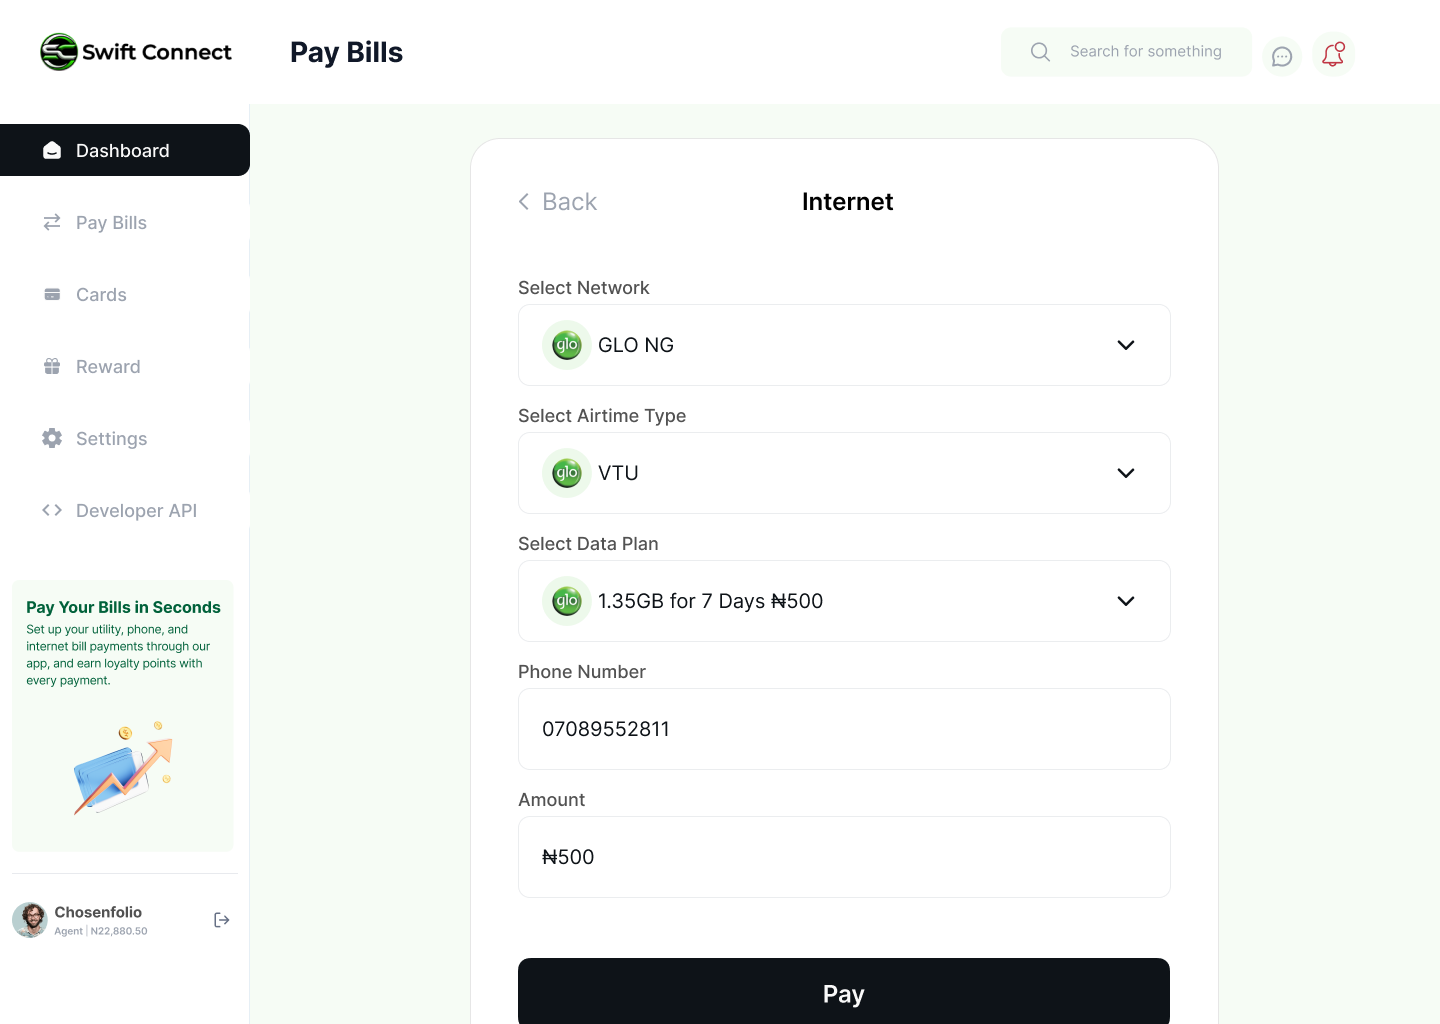 Swift Connect
Pay Bills
Search for something
Dashboard
Pay Bills
Cards
Reward
Settings
Developer API
Pay Your Bills in Seconds
Set up your utility, phone, and
internet bill payments through our
app, and earn loyalty points with
every payment.
Chosenfolio
Agent | N22,880.50
Back
Internet
Select Network
glo GLO NG
Select Airtime Type
glo VTU
Select Data Plan
glo 1.35GB for 7 Days ₦500
Phone Number
07089552811
Amount
₦500
Pay